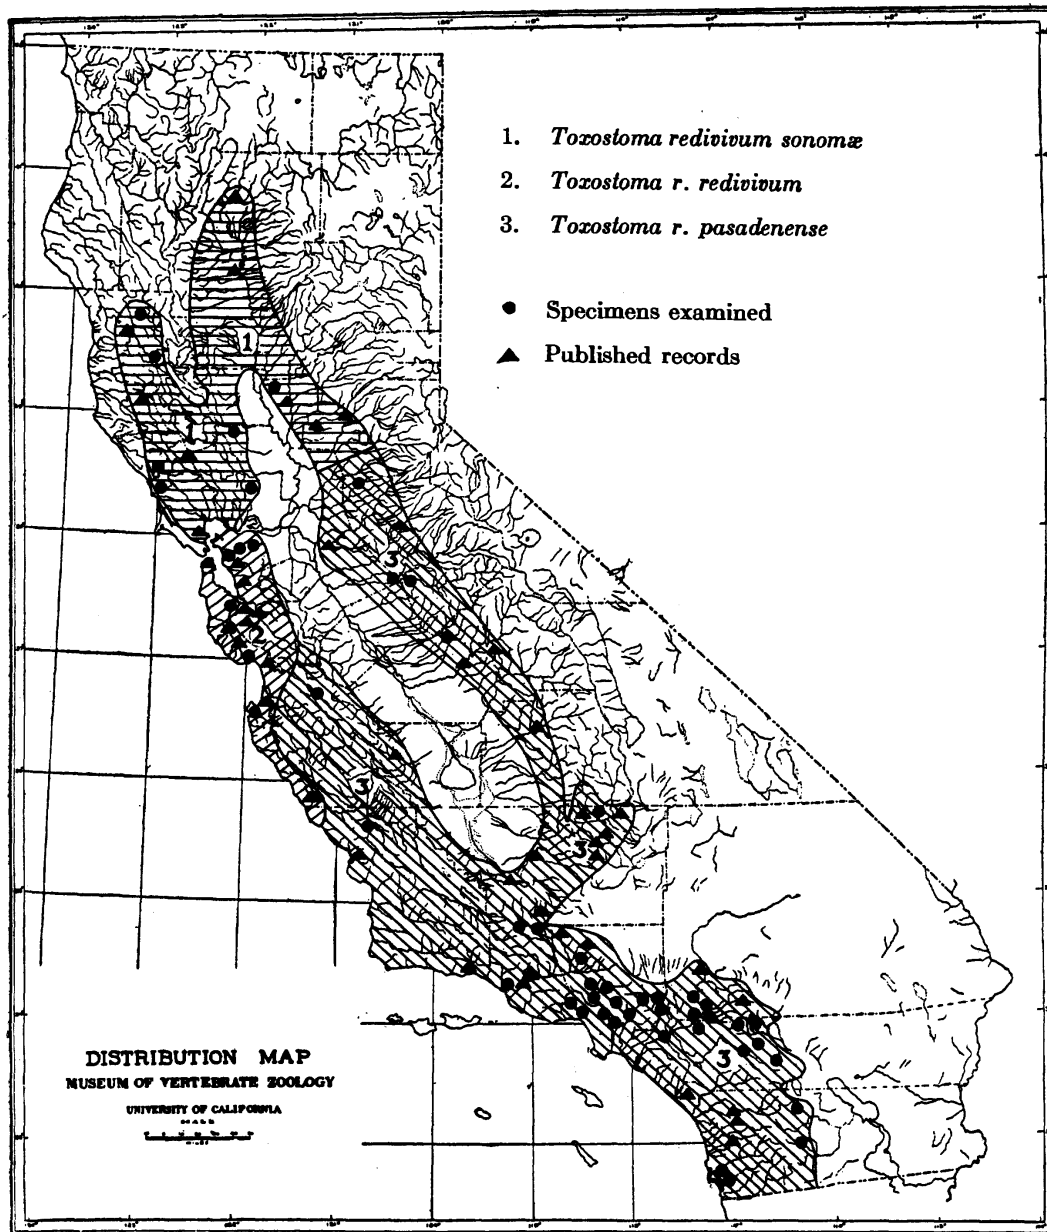 1. Toxostoma redivivum sonomæ
2. Toxostoma r. redivivum
3. Toxostoma r. pasadenense
Specimens examined
Published records
1
1
3
2
3
3
3
DISTRIBUTION MAP
MUSEUM OF VERTEBRATE ZOOLOGY
UNIVERSITY OF CALIFORNIA
SCALE